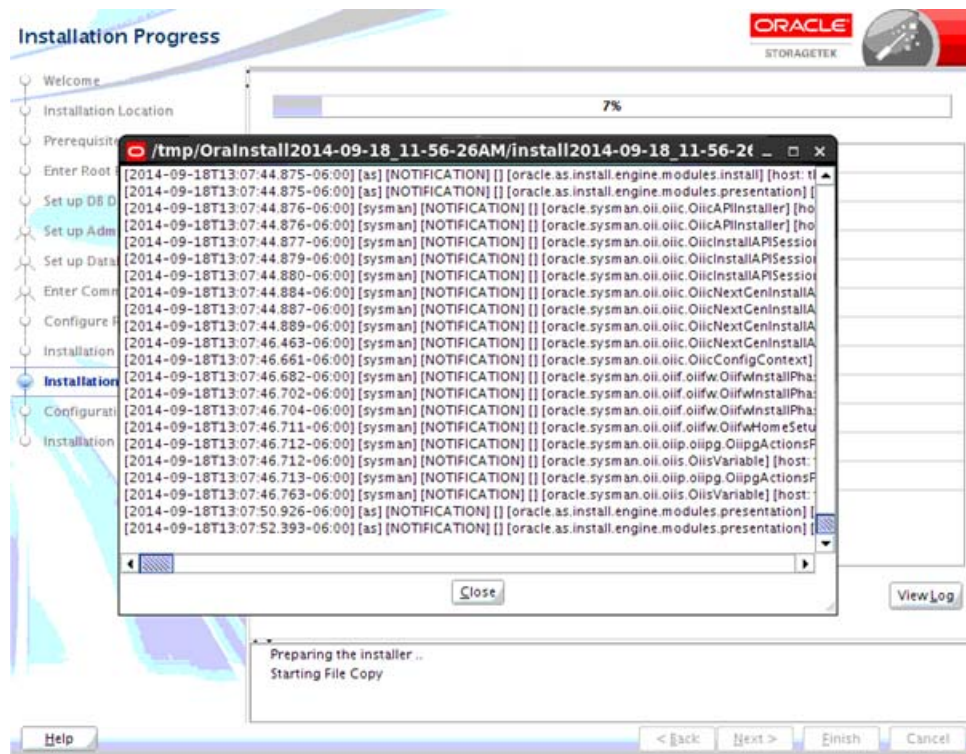 Installation Progress
ORACLE
STORAGETEK
Welcome
Installation Location
Prerequisite
Enter Root
Set up DB D
Set up Adm
Set up Data
Enter Comm
Configure
Installation
Installation
Configurati
Installation
7%
/tmp/OraInstall2014-09-18_11-56-26AM/install2014-09-18_11-56-26
[2014-09-18T13:07:44.875-06:00] [as] [NOTIFICATION] [] [oracle.as.install.engine.modules.install] [host: t
[2014-09-18T13:07:44.875-06:00] [as] [NOTIFICATION] [] [oracle.as.install.engine.modules.presentation] [
[2014-09-18T13:07:44.876-06:00] [sysman] [NOTIFICATION] [] [oracle.sysman.oii.oiic.OiicAPIInstaller] [ho
[2014-09-18T13:07:44.876-06:00] [sysman] [NOTIFICATION] [] [oracle.sysman.oii.oiic.OiicAPIInstaller] [ho
[2014-09-18T13:07:44.877-06:00] [sysman] [NOTIFICATION] [] [oracle.sysman.oii.oiic.OiicInstallAPISession
[2014-09-18T13:07:44.879-06:00] [sysman] [NOTIFICATION] [] [oracle.sysman.oii.oiic.OiicInstallAPISession
[2014-09-18T13:07:44.880-06:00] [sysman] [NOTIFICATION] [] [oracle.sysman.oii.oiic.OiicInstallAPISession
[2014-09-18T13:07:44.884-06:00] [sysman] [NOTIFICATION] [] [oracle.sysman.oii.oiic.OiicNextGenInstallA
[2014-09-18T13:07:44.887-06:00] [sysman] [NOTIFICATION] [] [oracle.sysman.oii.oiic.OiicNextGenInstallA
[2014-09-18T13:07:44.889-06:00] [sysman] [NOTIFICATION] [] [oracle.sysman.oii.oiic.OiicNextGenInstallA
[2014-09-18T13:07:46.463-06:00] [sysman] [NOTIFICATION] [] [oracle.sysman.oii.oiic.OiicNextGenInstallA
[2014-09-18T13:07:46.661-06:00] [sysman] [NOTIFICATION] [] [oracle.sysman.oii.oiic.OiicConfigContext]
[2014-09-18T13:07:46.682-06:00] [sysman] [NOTIFICATION] [] [oracle.sysman.oii.oiif.oiifw.OiifwInstallPha
[2014-09-18T13:07:46.702-06:00] [sysman] [NOTIFICATION] [] [oracle.sysman.oii.oiif.oiifw.OiifwInstallPha
[2014-09-18T13:07:46.704-06:00] [sysman] [NOTIFICATION] [] [oracle.sysman.oii.oiif.oiifw.OiifwInstallPha
[2014-09-18T13:07:46.711-06:00] [sysman] [NOTIFICATION] [] [oracle.sysman.oii.oiif.oiifw.OiifwHomeSetu
[2014-09-18T13:07:46.712-06:00] [sysman] [NOTIFICATION] [] [oracle.sysman.oii.oiip.oiipg.OiipgActionsP
[2014-09-18T13:07:46.712-06:00] [sysman] [NOTIFICATION] [] [oracle.sysman.oii.oiis.OiisVariable] [host:
[2014-09-18T13:07:46.713-06:00] [sysman] [NOTIFICATION] [] [oracle.sysman.oii.oiip.oiipg.OiipgActionsP
[2014-09-18T13:07:46.763-06:00] [sysman] [NOTIFICATION] [] [oracle.sysman.oii.oiis.OiisVariable] [host:
[2014-09-18T13:07:50.926-06:00] [as] [NOTIFICATION] [] [oracle.as.install.engine.modules.presentation] [
[2014-09-18T13:07:52.393-06:00] [as] [NOTIFICATION] [] [oracle.as.install.engine.modules.presentation] [
Close
View Log
Preparing the installer ..
Starting File Copy
Help
< Back
Next >
Finish
Cancel